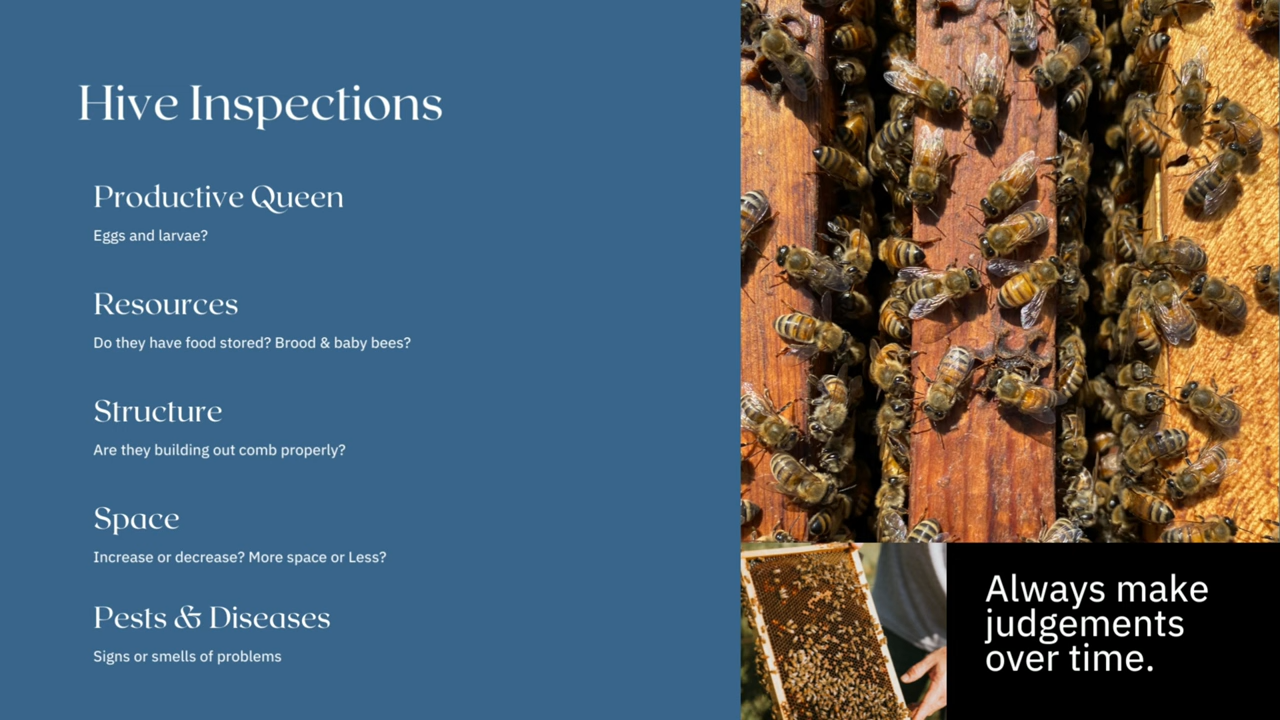 Hive Inspections
Productive Queen
Eggs and larvae?
Resources
Do they have food stored? Brood & baby bees?
Structure
Are they building out comb properly?
Space
Increase or decrease? More space or Less?
Pests & Diseases
Signs or smells of problems
Always make
judgements
over time.